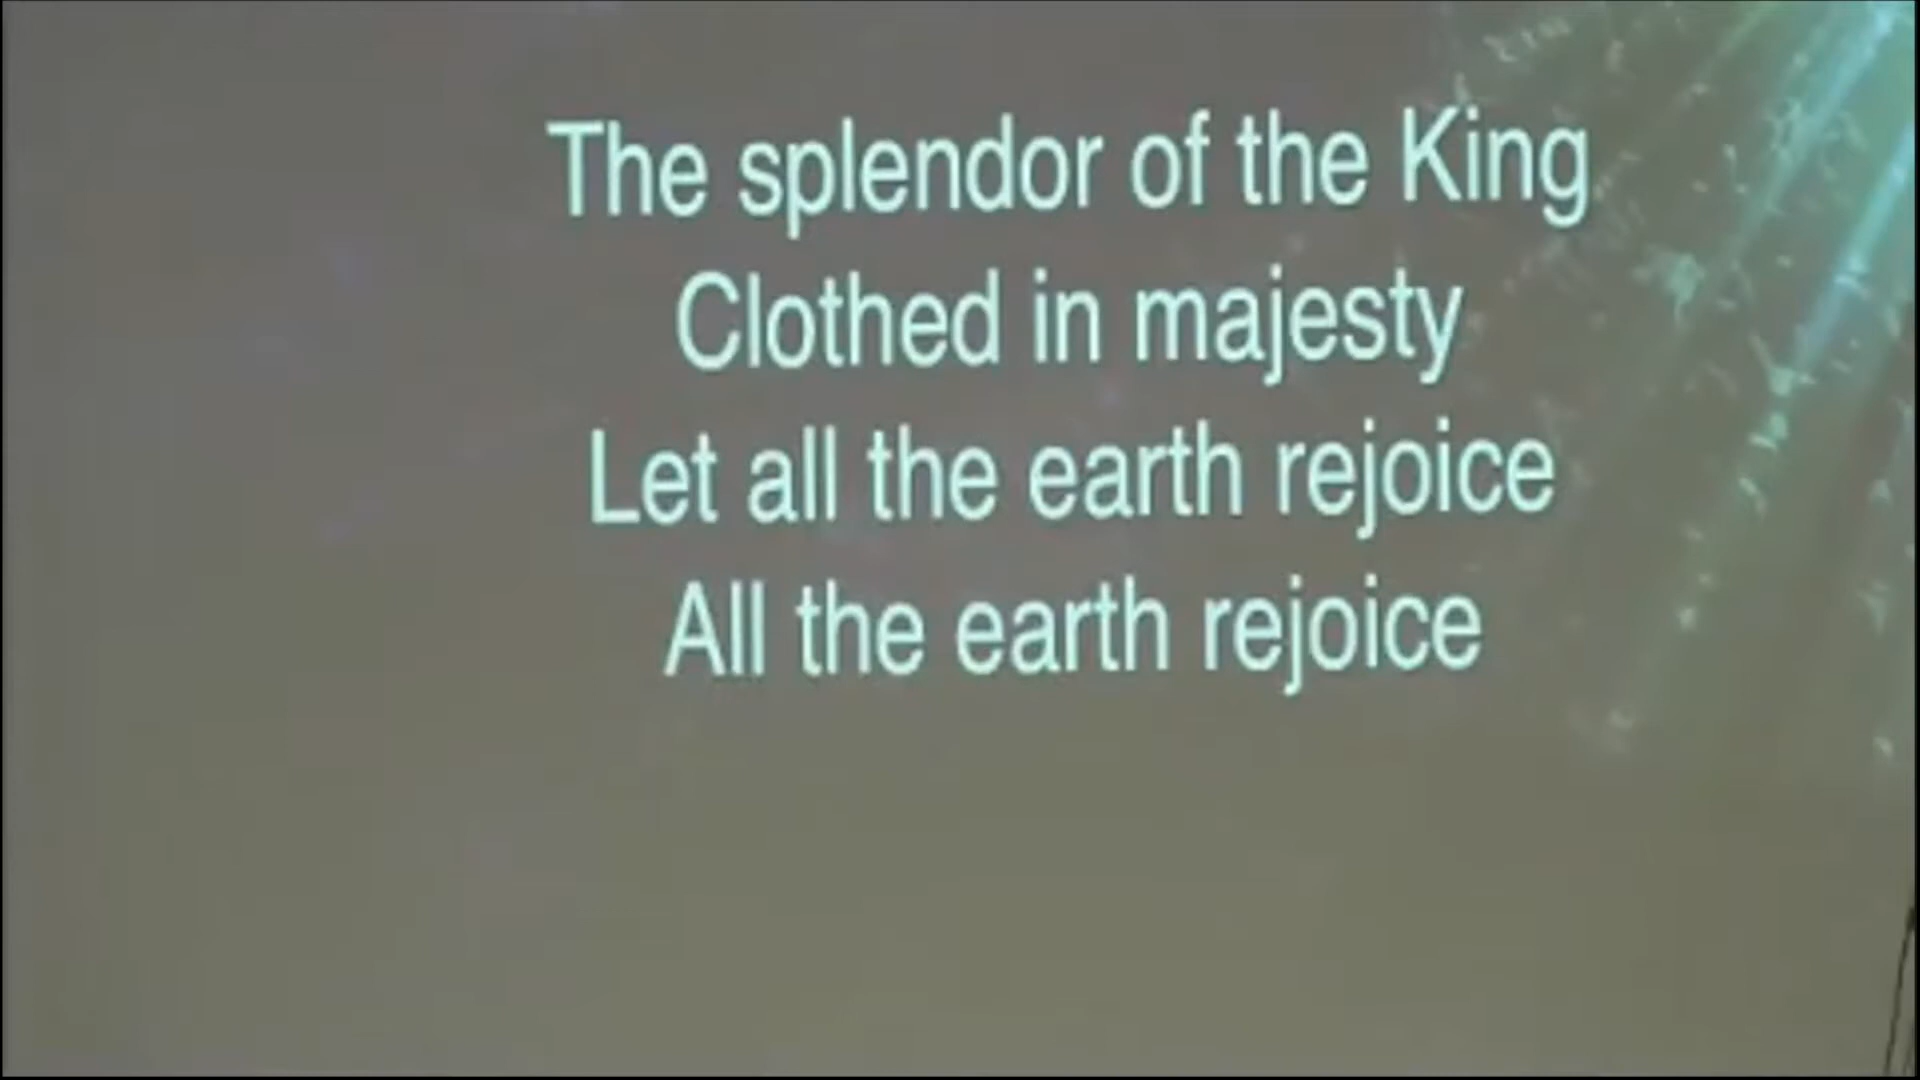 The splendor of the King
Clothed in majesty
Let all the earth rejoice
All the earth rejoice